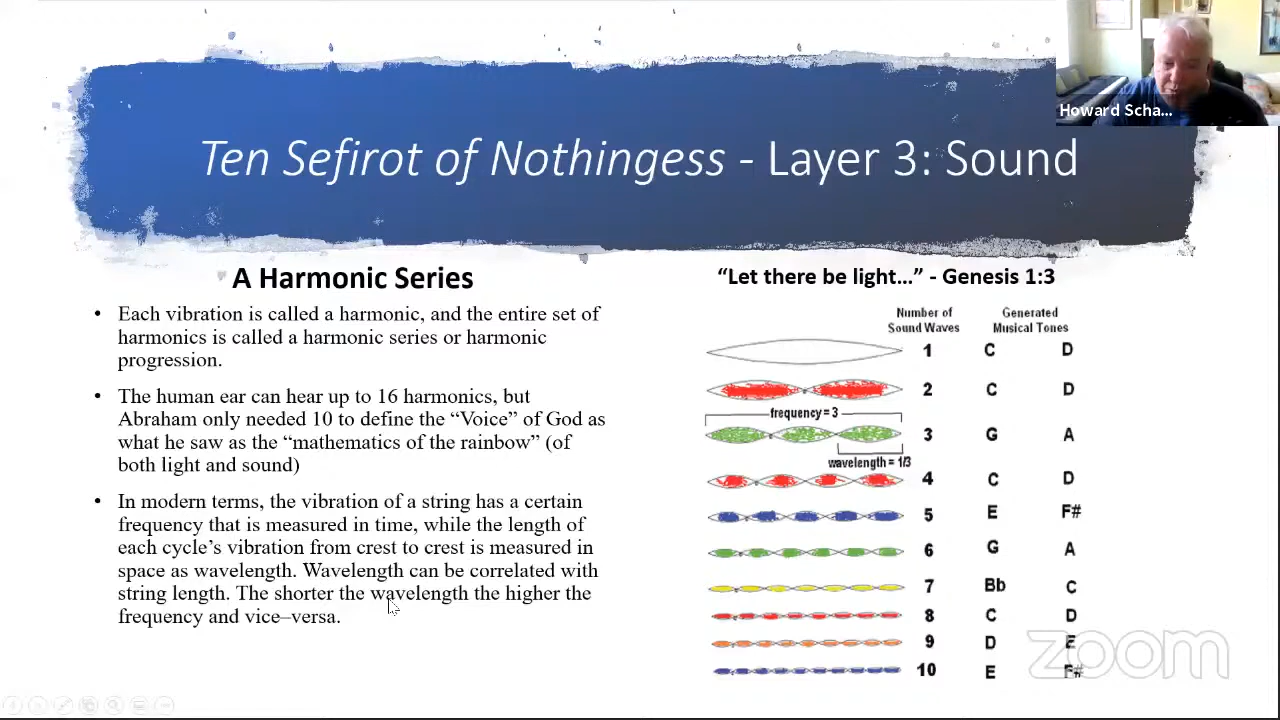 Howard Scha...
Ten Sefirot of Nothingess - Layer 3: Sound
A Harmonic Series
• Each vibration is called a harmonic, and the entire set of
harmonics is called a harmonic series or harmonic
progression.
• The human ear can hear up to 16 harmonics, but
Abraham only needed 10 to define the “Voice” of God as
what he saw as the “mathematics of the rainbow” (of
both light and sound)
• In modern terms, the vibration of a string has a certain
frequency that is measured in time, while the length of
each cycle’s vibration from crest to crest is measured in
space as wavelength. Wavelength can be correlated with
string length. The shorter the wavelength the higher the
frequency and vice–versa.
“Let there be light…” - Genesis 1:3
Number of Generated
Sound Waves Musical Tones
1 C D
2 C D
frequency = 3
3 G A
wavelength = 1/3
4 C D
5 E F#
6 G A
7 Bb C
8 C D
9 D E
10 E F#
zoom